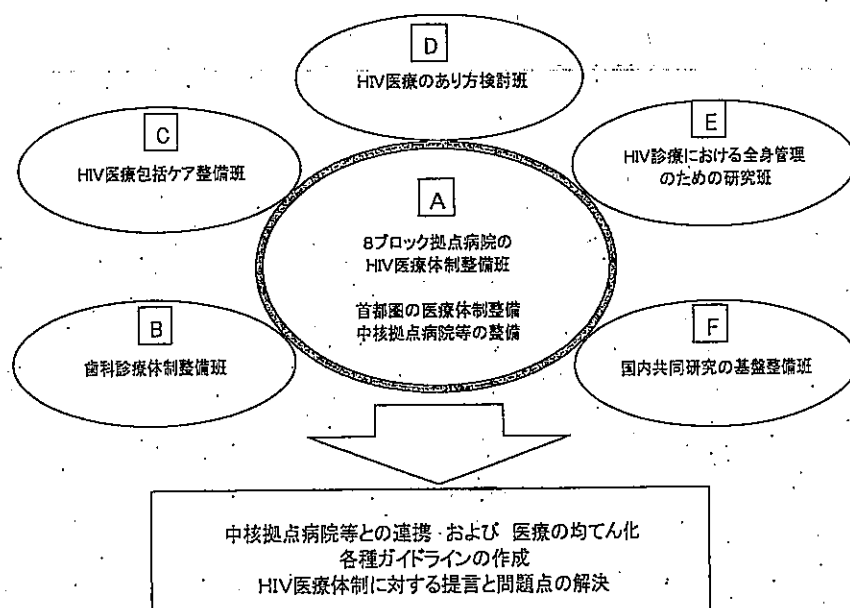 D
HIV医療のあり方検討班
C
HIV医療包括ケア整備班
E
HIV診療における全身管理
のための研究班
A
8ブロック拠点病院の
HIV医療体制整備班
首都圏の医療体制整備
中核拠点病院等の整備
B
歯科診療体制整備班
F
国内共同研究の基盤整備班
中核拠点病院等との連携 および 医療の均てん化
各種ガイドラインの作成
HIV医療体制に対する提言と問題点の解決